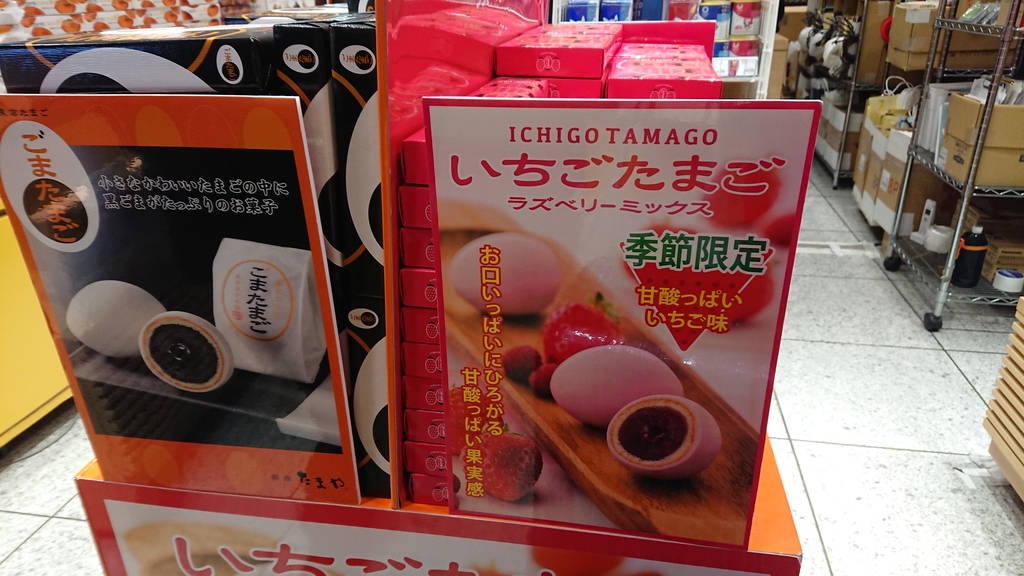 ごまたまご
小さなかわいいたまごの中に
黒ごまがたっぷりのお菓子
ごまたまご
たまや
ICHIGOTAMAGO
いちごたまご
ラズベリーミックス
季節限定
甘酸っぱい
いちご味
お口いっぱいにひろがる
甘酸っぱい果実感